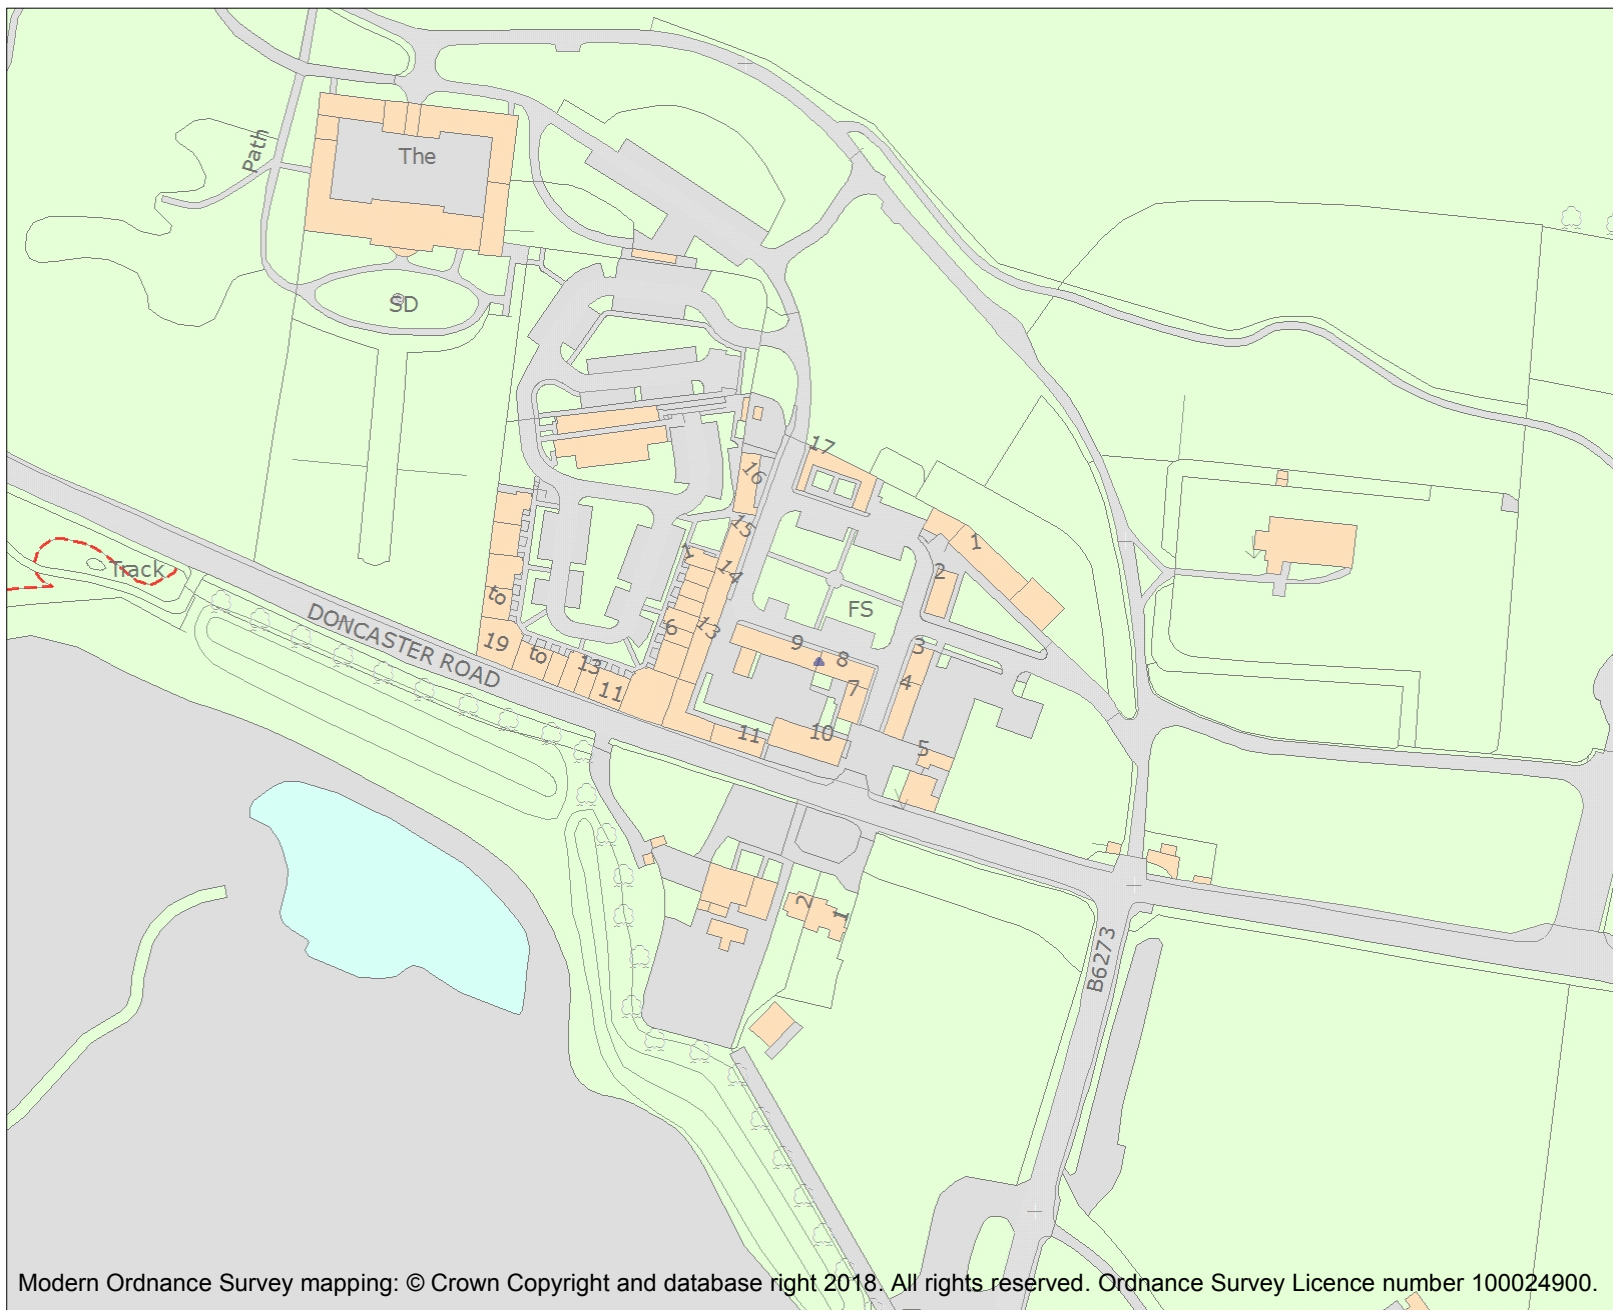 Path
The
SD
17
16
15
1
1
14
2
Track
to
FS
DONCASTER ROAD
6
13
9
8
3
19
to
13
11
7
4
11
10
5
2
1
B6273
Modern Ordnance Survey mapping: © Crown Copyright and database right 2018. All rights reserved. Ordnance Survey Licence number 100024900.